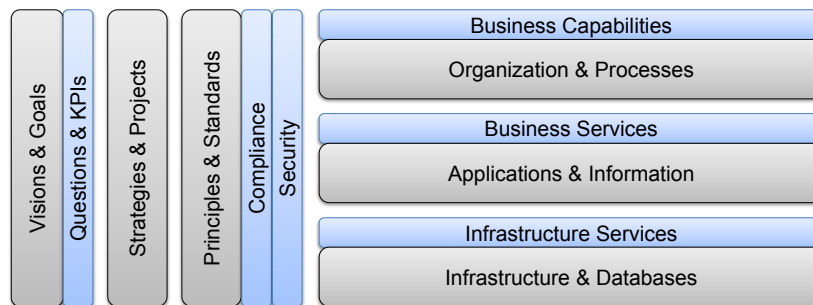 Visions & Goals
Questions & KPIs
Strategies & Projects
Principles & Standards
Compliance
Security
Business Capabilities
Organization & Processes
Business Services
Applications & Information
Infrastructure Services
Infrastructure & Databases